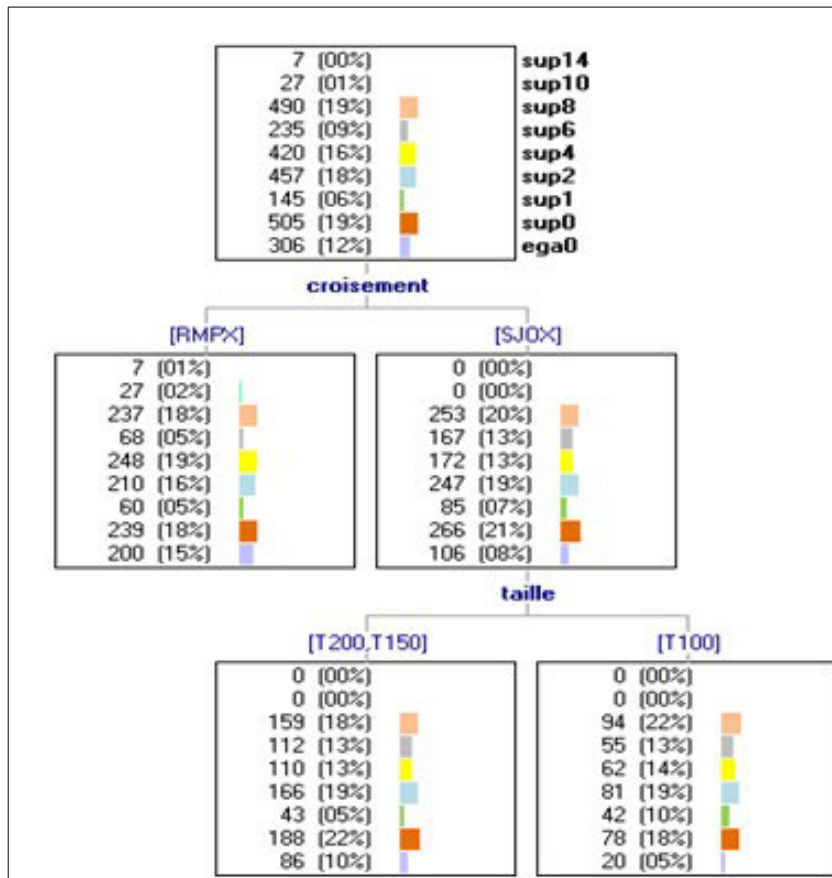 7 (00%) sup14
27 (01%) sup10
490 (19%) sup8
235 (09%) sup6
420 (16%) sup4
457 (18%) sup2
145 (06%) sup1
505 (19%) sup0
306 (12%) ega0
croisement
[RMPX] [SJOX]
7 (01%) 0 (00%)
27 (02%) 0 (00%)
237 (18%) 253 (20%)
68 (05%) 167 (13%)
248 (19%) 172 (13%)
210 (16%) 247 (19%)
60 (05%) 85 (07%)
239 (18%) 266 (21%)
200 (15%) 106 (08%)
taille
[T200,T150] [T100]
0 (00%) 0 (00%)
0 (00%) 0 (00%)
159 (18%) 94 (22%)
112 (13%) 55 (13%)
110 (13%) 62 (14%)
166 (19%) 81 (19%)
43 (05%) 42 (10%)
188 (22%) 78 (18%)
86 (10%) 20 (05%)